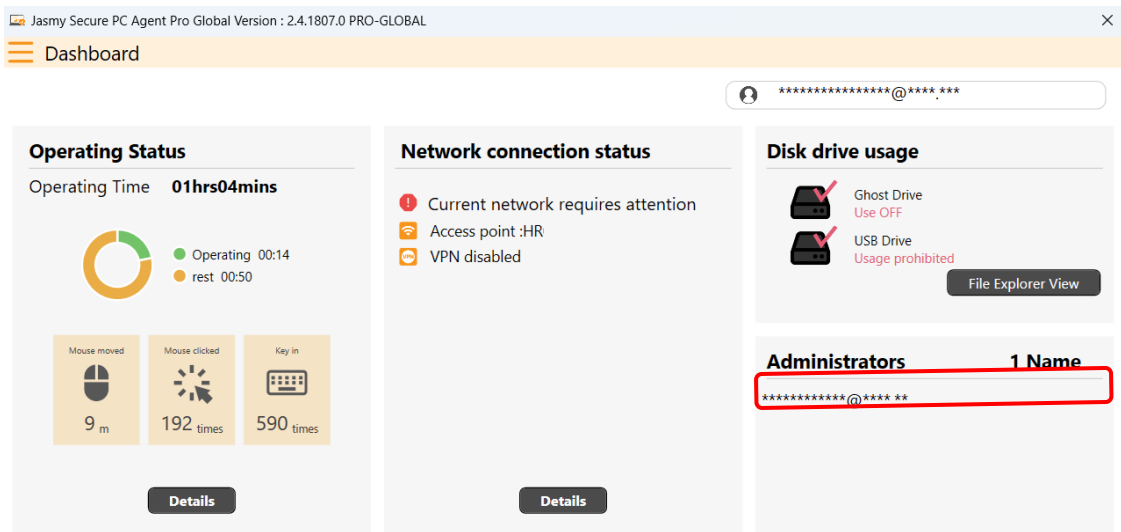 Jasmy Secure PC Agent Pro Global Version : 2.4.1807.0 PRO-GLOBAL
Dashboard
****************@****.***
Operating Status
Operating Time 01hrs04mins
Operating 00:14
rest 00:50
Mouse moved
9 m
Mouse clicked
192 times
Key in
590 times
Details
Network connection status
Current network requires attention
Access point :HR
VPN
VPN disabled
Details
Disk drive usage
Ghost Drive
Use OFF
USB Drive
Usage prohibited
File Explorer View
Administrators 1 Name
************@**** **